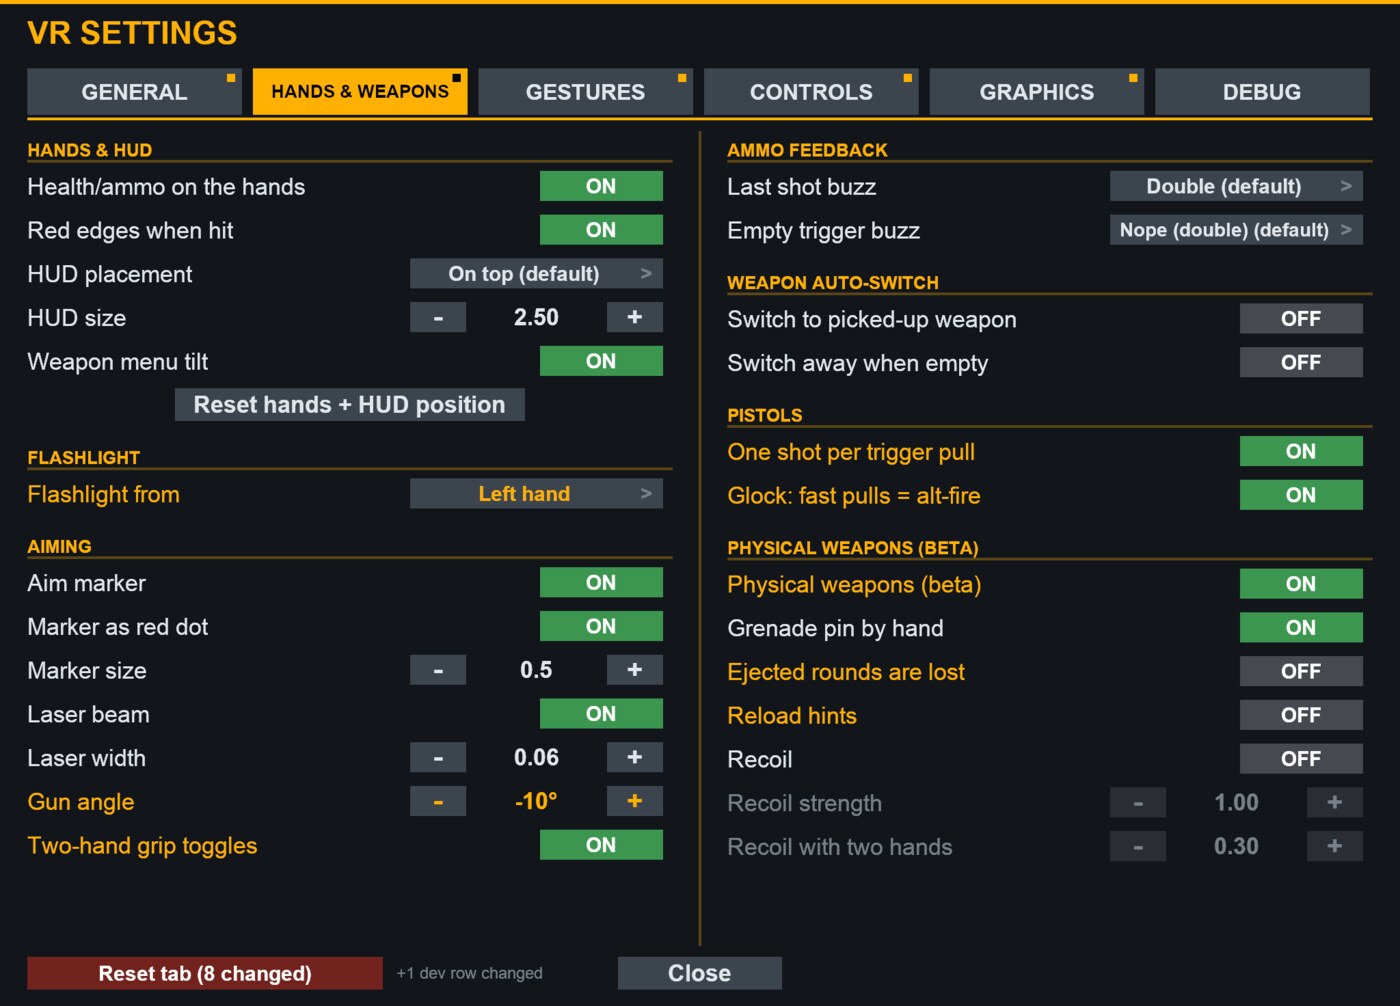 VR SETTINGS
GENERAL
HANDS & WEAPONS
GESTURES
CONTROLS
GRAPHICS
DEBUG
HANDS & HUD
Health/ammo on the hands ON
Red edges when hit ON
HUD placement On top (default) >
HUD size - 2.50 +
Weapon menu tilt ON
Reset hands + HUD position
FLASHLIGHT
Flashlight from Left hand >
AIMING
Aim marker ON
Marker as red dot ON
Marker size - 0.5 +
Laser beam ON
Laser width - 0.06 +
Gun angle - -10° +
Two-hand grip toggles ON
AMMO FEEDBACK
Last shot buzz Double (default) >
Empty trigger buzz Nope (double) (default) >
WEAPON AUTO-SWITCH
Switch to picked-up weapon OFF
Switch away when empty OFF
PISTOLS
One shot per trigger pull ON
Glock: fast pulls = alt-fire ON
PHYSICAL WEAPONS (BETA)
Physical weapons (beta) ON
Grenade pin by hand ON
Ejected rounds are lost OFF
Reload hints OFF
Recoil OFF
Recoil strength - 1.00 +
Recoil with two hands - 0.30 +
Reset tab (8 changed) +1 dev row changed Close